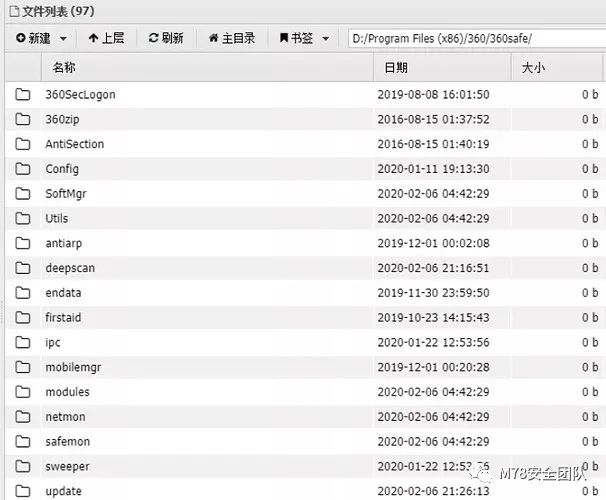 文件列表 (97)
新建 上层 刷新 主目录 书签 D:/Program Files (x86)/360/360safe/
名称 日期 大小
360SecLogon 2019-08-08 16:01:50 0 b
360zip 2016-08-15 01:37:52 0 b
AntiSection 2016-08-15 01:40:19 0 b
Config 2020-01-11 19:13:30 0 b
SoftMgr 2020-02-06 04:42:29 0 b
Utils 2020-02-06 04:42:29 0 b
antiarp 2019-12-01 00:02:08 0 b
deepscan 2020-02-06 21:16:51 0 b
endata 2019-11-30 23:59:50 0 b
firstaid 2019-10-23 14:15:43 0 b
ipc 2020-01-22 12:53:56 0 b
mobilemgr 2019-12-01 00:20:28 0 b
modules 2020-02-06 04:42:29 0 b
netmon 2020-02-06 04:42:29 0 b
safemon 2020-02-06 04:42:29 0 b
sweeper 2020-01-22 12:53:56 0 b
update 2020-02-06 21:26:13 0 b
M78安全团队